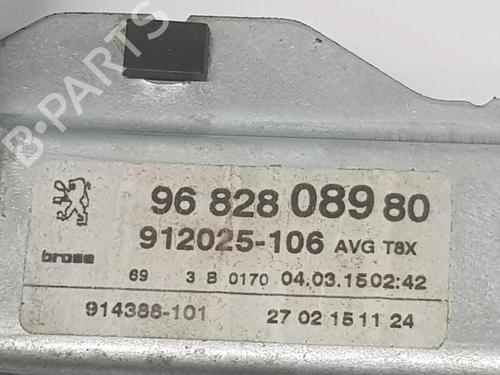 B-PARTS
96 828 089 80
912025-106 AVG T8X
brose
69 3 B 0170 04.03.15 02:42
914386-101 27 02 15 11 24